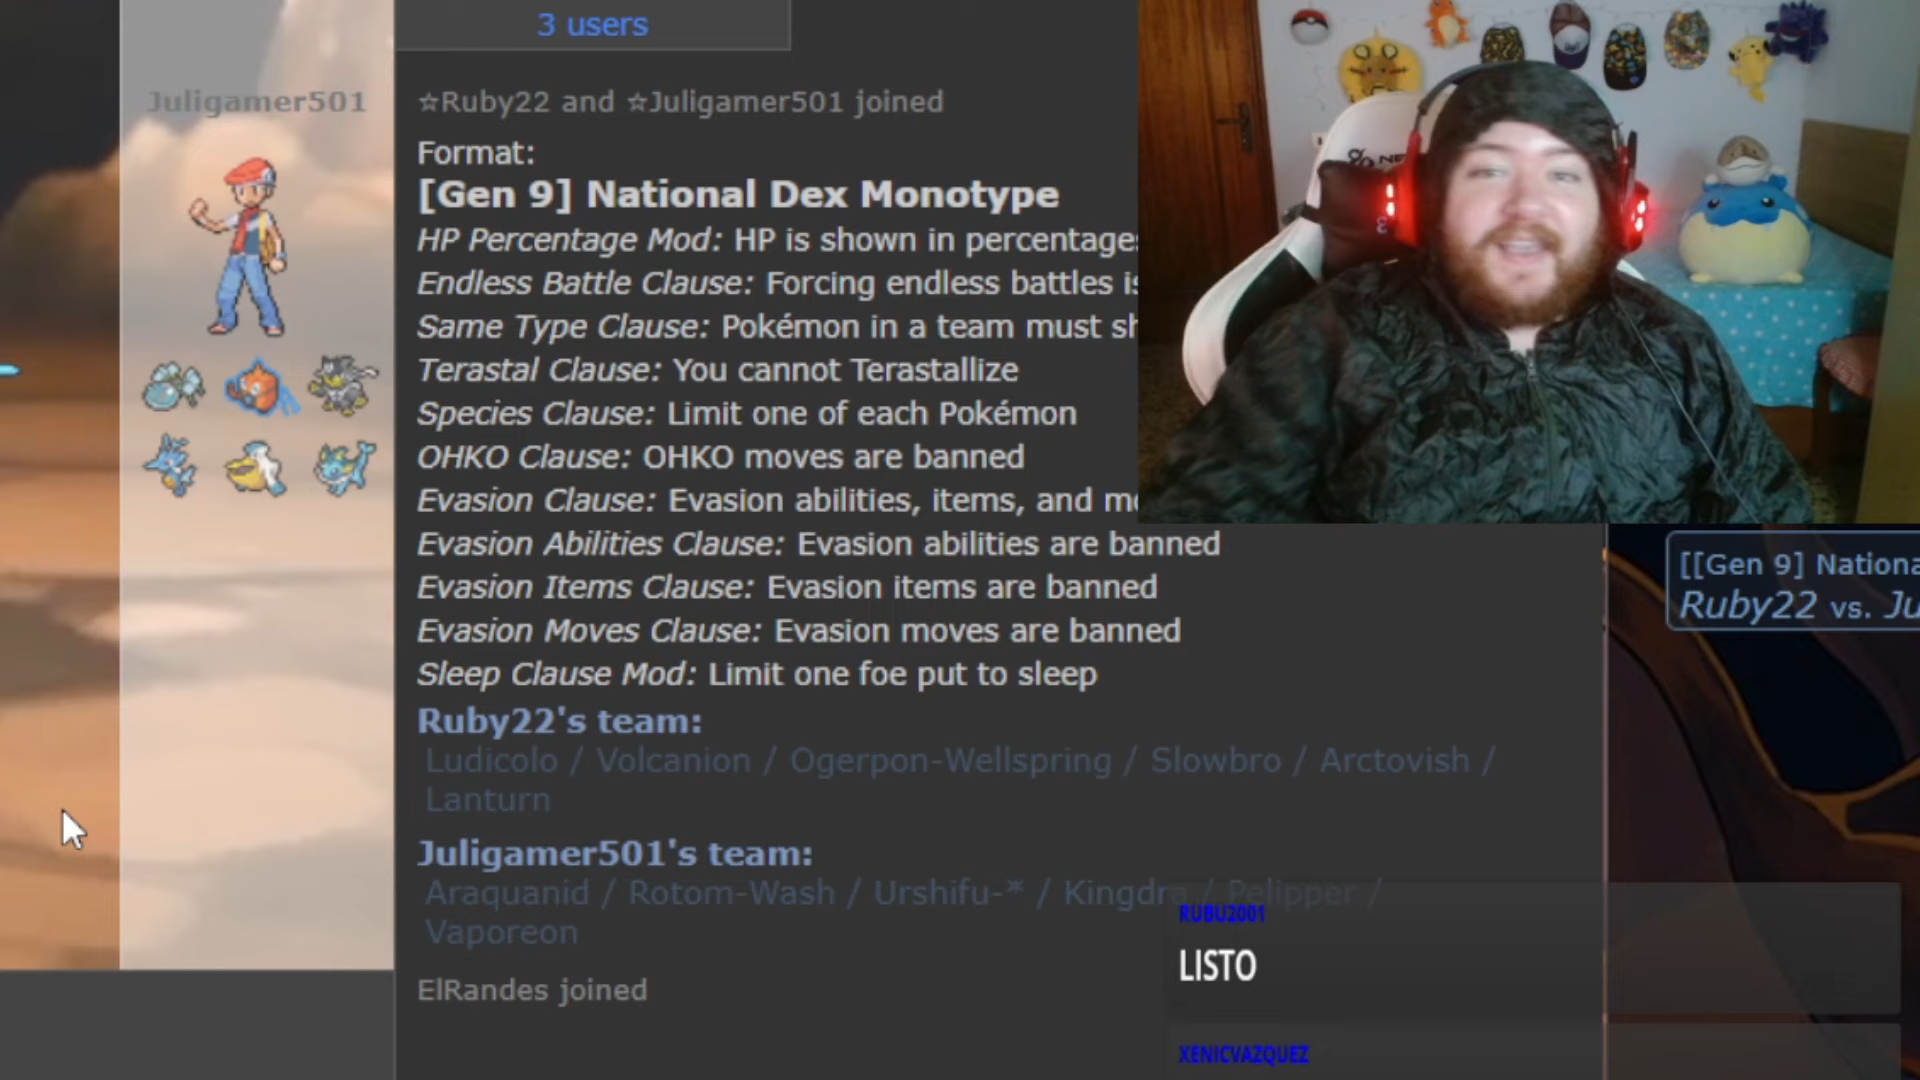 3 users
Juligamer501
☆Ruby22 and ☆Juligamer501 joined
Format:
[Gen 9] National Dex Monotype
HP Percentage Mod: HP is shown in percentages
Endless Battle Clause: Forcing endless battles is
Same Type Clause: Pokémon in a team must sh
Terastal Clause: You cannot Terastallize
Species Clause: Limit one of each Pokémon
OHKO Clause: OHKO moves are banned
Evasion Clause: Evasion abilities, items, and mo
Evasion Abilities Clause: Evasion abilities are banned
Evasion Items Clause: Evasion items are banned
Evasion Moves Clause: Evasion moves are banned
Sleep Clause Mod: Limit one foe put to sleep
Ruby22's team:
Ludicolo / Volcanion / Ogerpon-Wellspring / Slowbro / Arctovish /
Lanturn
Juligamer501's team:
Araquanid / Rotom-Wash / Urshifu-* / Kingdra / Pelipper /
Vaporeon
ElRandes joined
[[Gen 9] Nationa
Ruby22 vs. Ju
RUBU2001
LISTO
XENICVAZQUEZ